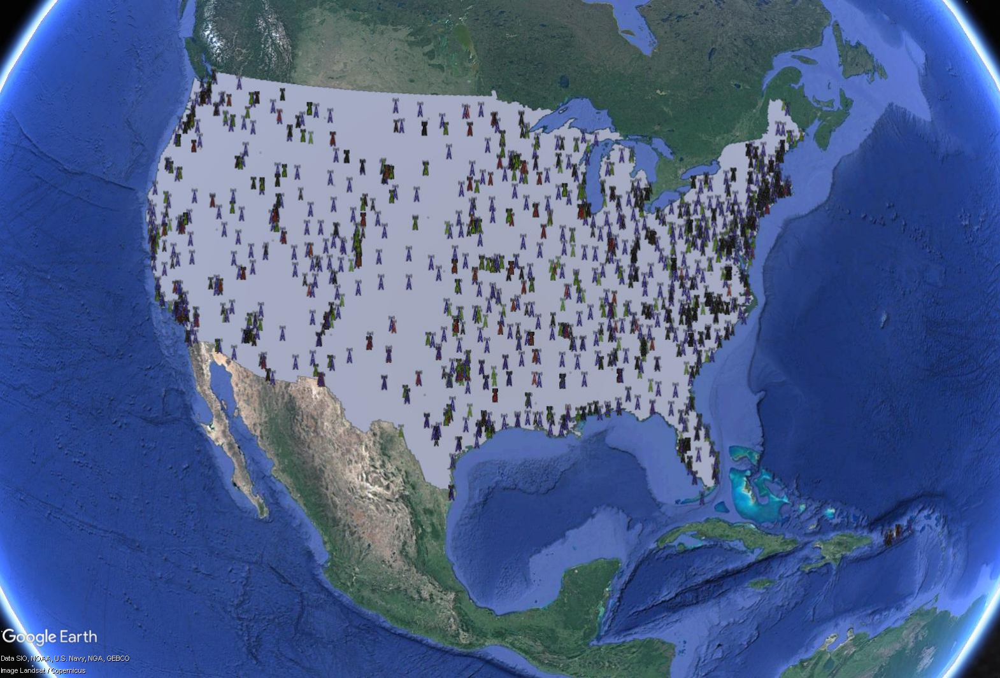 Google Earth
Data SIO, NOAA, U.S. Navy, NGA, GEBCO
Image Landsat / Copernicus